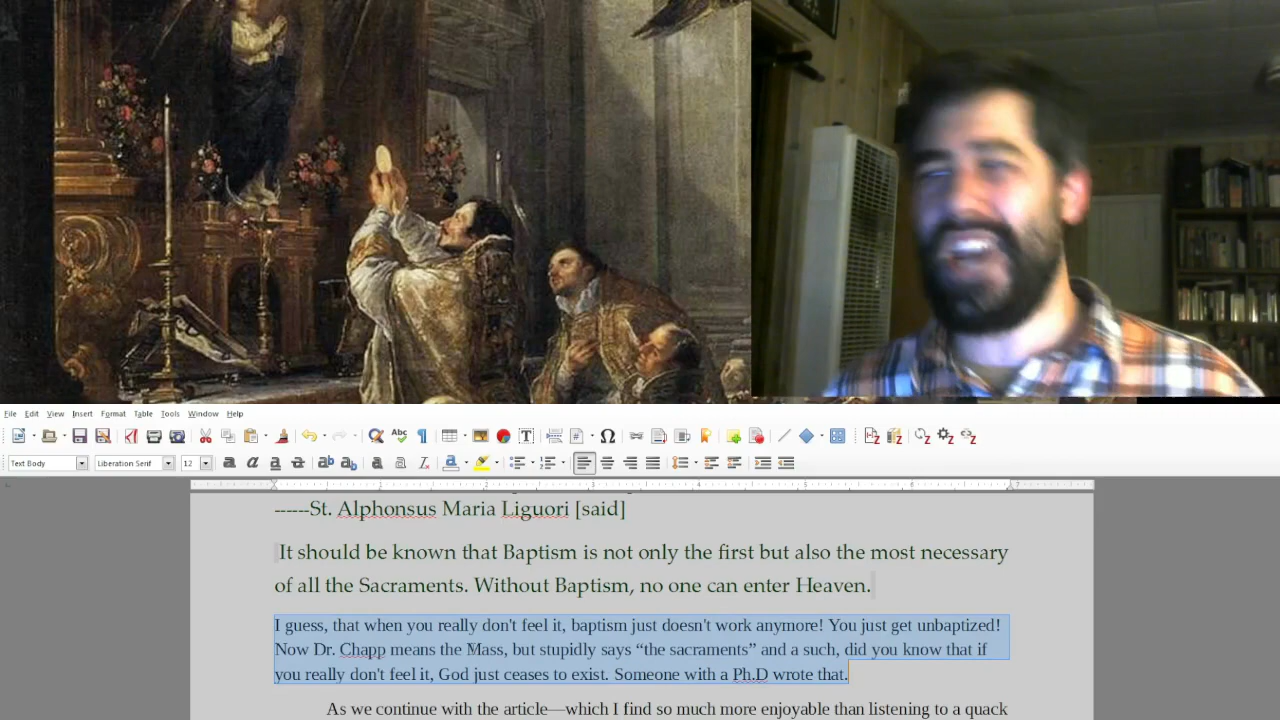 File Edit View Insert Format Table Tools Window Help
Text Body Liberation Serif 12
------St. Alphonsus Maria Liguori [said]
It should be known that Baptism is not only the first but also the most necessary
of all the Sacraments. Without Baptism, no one can enter Heaven.
I guess, that when you really don't feel it, baptism just doesn't work anymore! You just get unbaptized!
Now Dr. Chapp means the Mass, but stupidly says “the sacraments” and a such, did you know that if
you really don't feel it, God just ceases to exist. Someone with a Ph.D wrote that.
As we continue with the article—which I find so much more enjoyable than listening to a quack